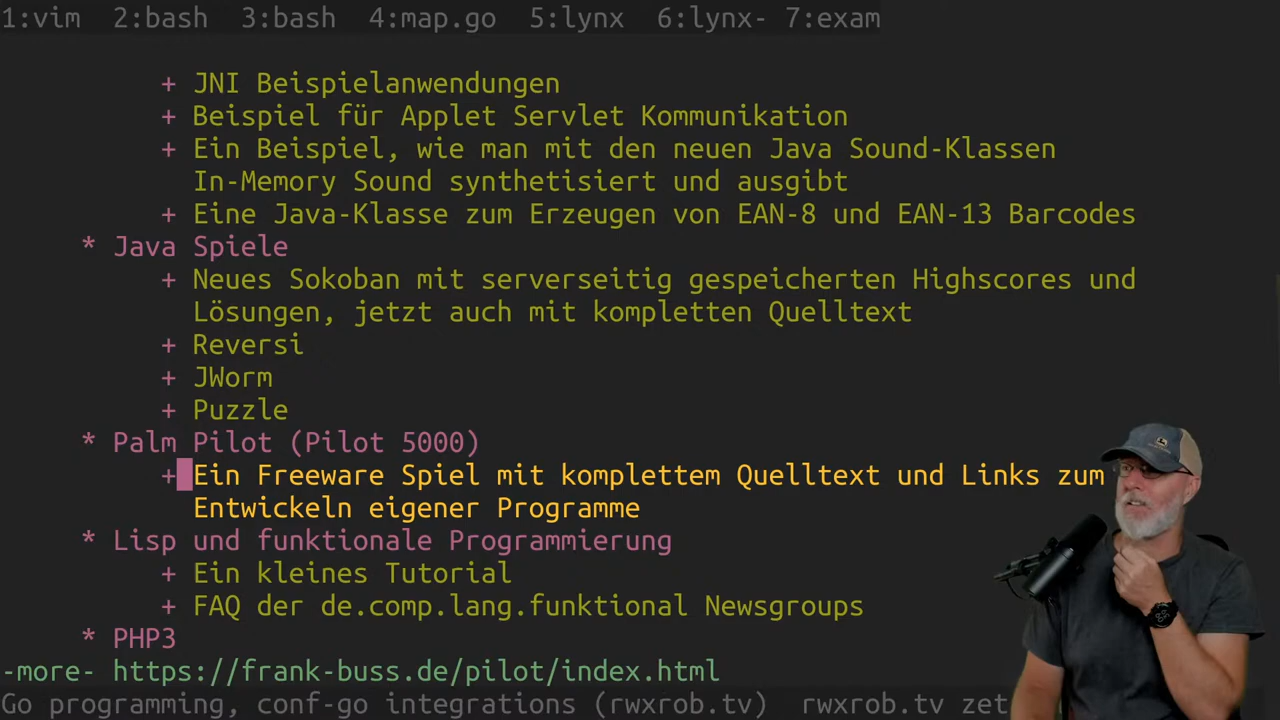 1:vim 2:bash 3:bash 4:map.go 5:lynx 6:lynx- 7:exam
+ JNI Beispielanwendungen
+ Beispiel für Applet Servlet Kommunikation
+ Ein Beispiel, wie man mit den neuen Java Sound-Klassen
In-Memory Sound synthetisiert und ausgibt
+ Eine Java-Klasse zum Erzeugen von EAN-8 und EAN-13 Barcodes
* Java Spiele
+ Neues Sokoban mit serverseitig gespeicherten Highscores und
Lösungen, jetzt auch mit kompletten Quelltext
+ Reversi
+ JWorm
+ Puzzle
* Palm Pilot (Pilot 5000)
+ Ein Freeware Spiel mit komplettem Quelltext und Links zum
Entwickeln eigener Programme
* Lisp und funktionale Programmierung
+ Ein kleines Tutorial
+ FAQ der de.comp.lang.funktional Newsgroups
* PHP3
-more- https://frank-buss.de/pilot/index.html
Go programming, conf-go integrations (rwxrob.tv) rwxrob.tv zet